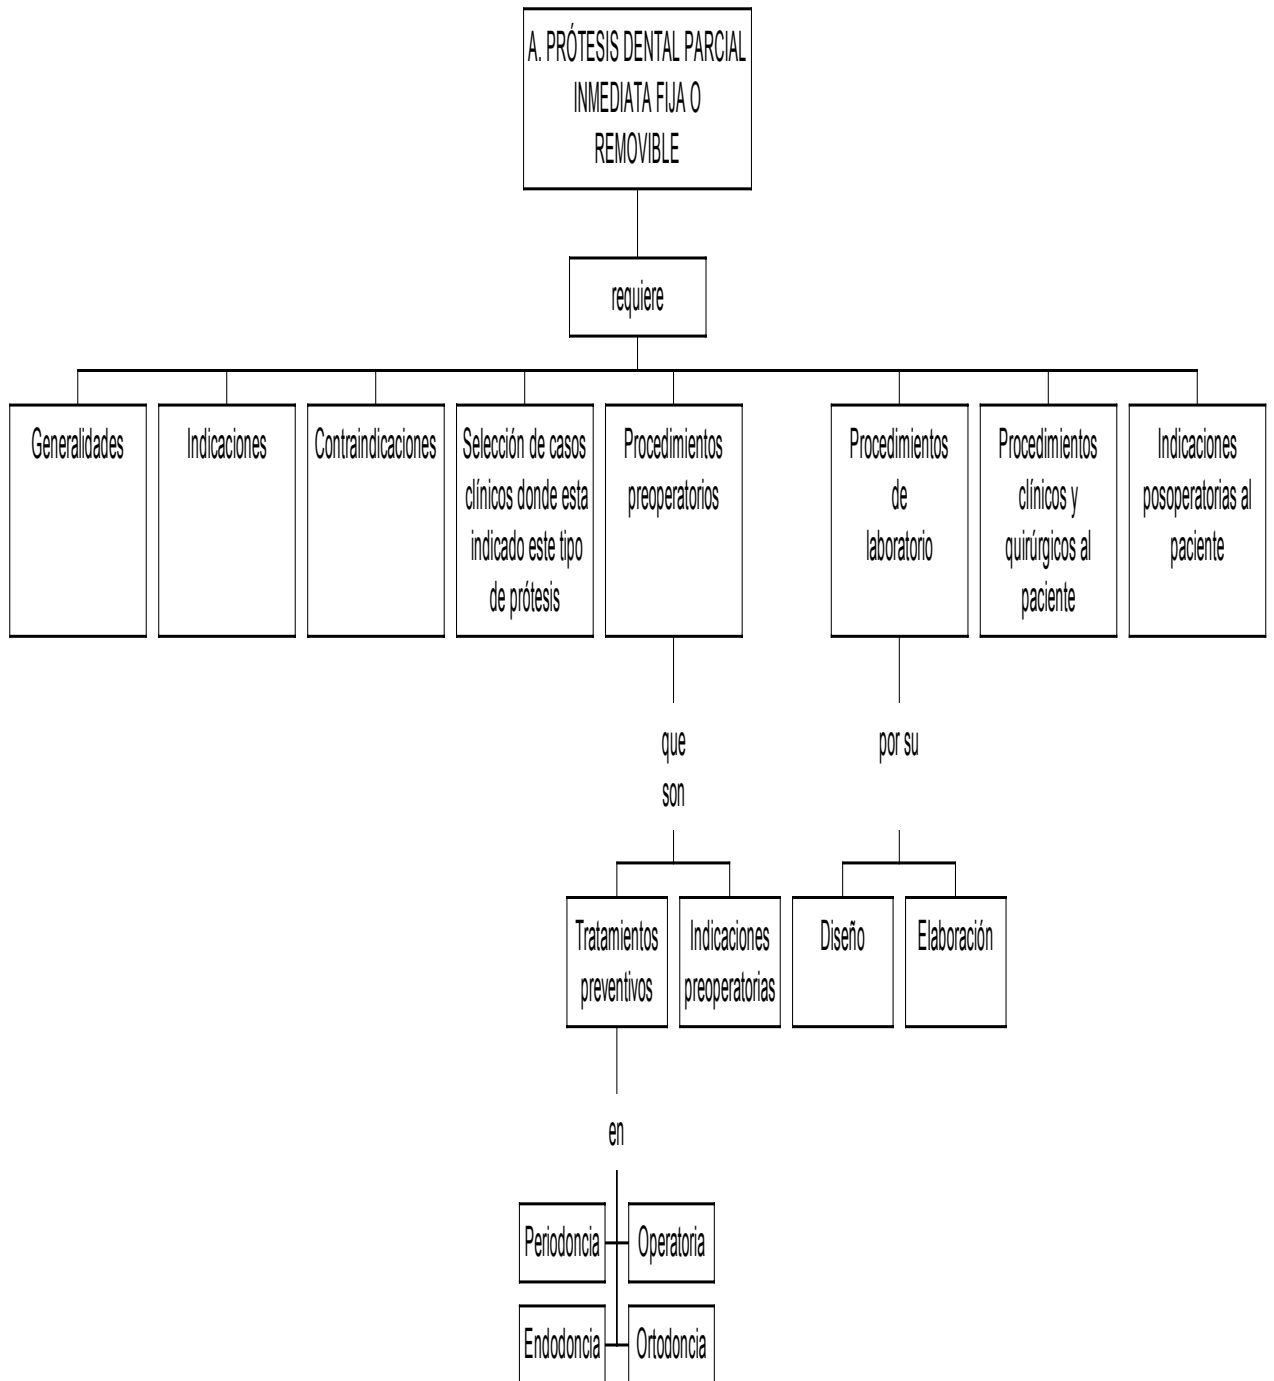 A. PRÓTESIS DENTAL PARCIAL
INMEDIATA FIJA O
REMOVIBLE
requiere
Generalidades
Indicaciones
Contraindicaciones
Selección de casos
clínicos donde esta
indicado este tipo
de prótesis
Procedimientos
preoperatorios
Procedimientos
de
laboratorio
Procedimientos
clínicos y
quirúrgicos al
paciente
Indicaciones
posoperatorias al
paciente
que
son
por su
Tratamientos
preventivos
Indicaciones
preoperatorias
Diseño
Elaboración
en
Periodoncia
Operatoria
Endodoncia
Ortodoncia